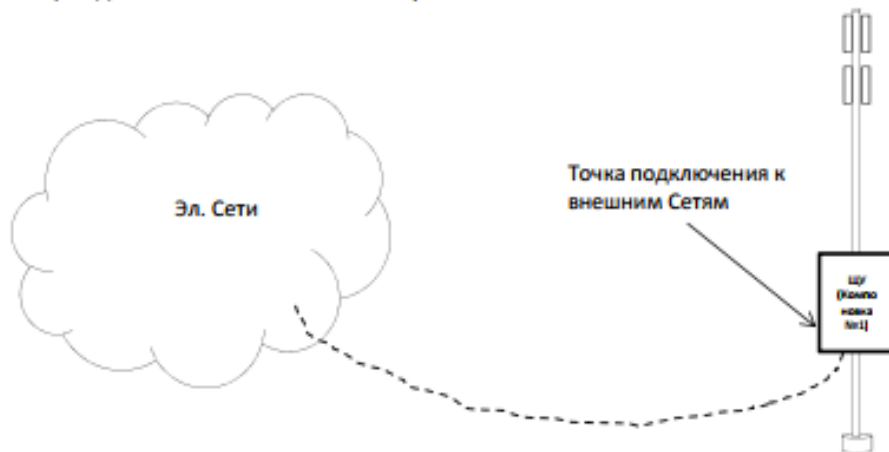 Эл. Сети
Точка подключения к
внешним Сетям
ЩУ
(Компо
новка
№1)